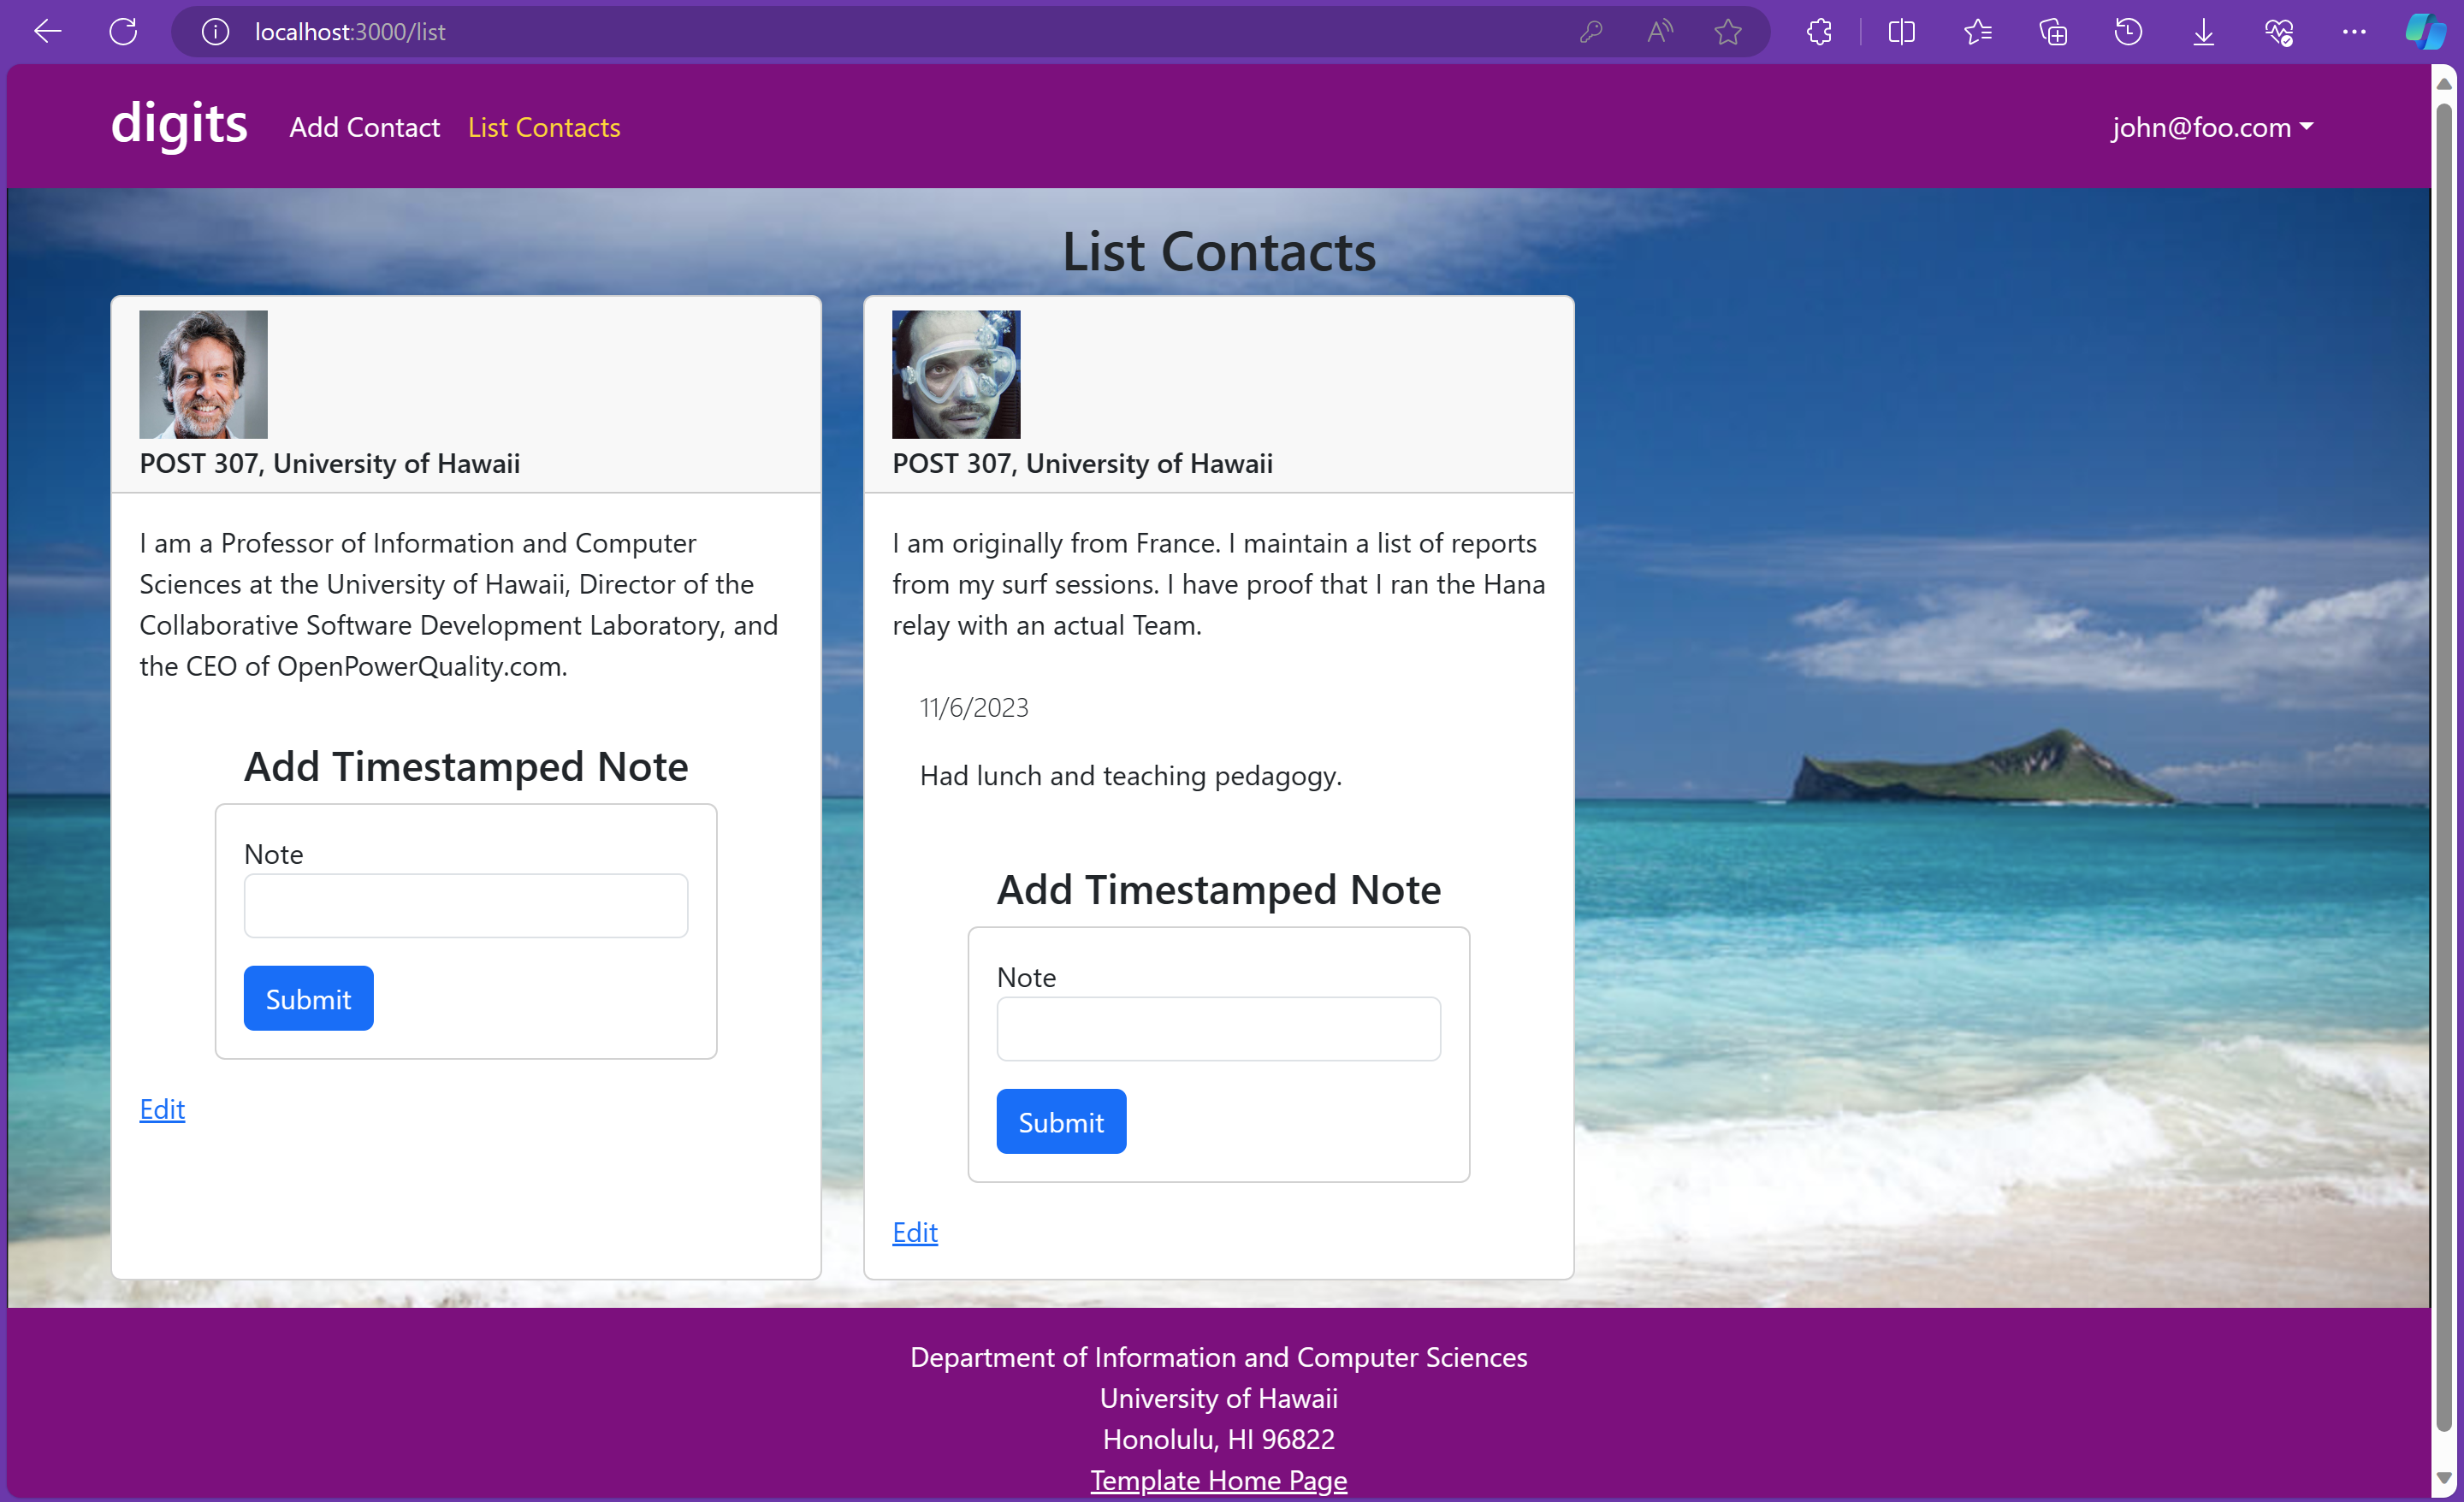 localhost:3000/list
digits
Add Contact
List Contacts
john@foo.com
List Contacts
POST 307, University of Hawaii
I am a Professor of Information and Computer
Sciences at the University of Hawaii, Director of the
Collaborative Software Development Laboratory, and
the CEO of OpenPowerQuality.com.
Add Timestamped Note
Note
Submit
Edit
POST 307, University of Hawaii
I am originally from France. I maintain a list of reports
from my surf sessions. I have proof that I ran the Hana
relay with an actual Team.
11/6/2023
Had lunch and teaching pedagogy.
Add Timestamped Note
Note
Submit
Edit
Department of Information and Computer Sciences
University of Hawaii
Honolulu, HI 96822
Template Home Page